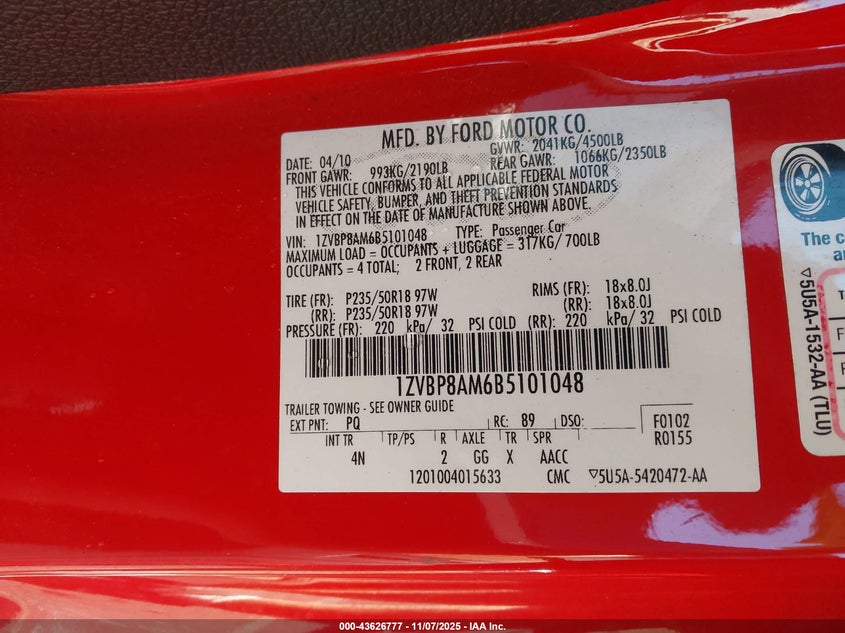 MFD. BY FORD MOTOR CO.
DATE: 04/10 GVWR: 2041KG/4500LB
FRONT GAWR: 993KG/2190LB REAR GAWR: 1066KG/2350LB
THIS VEHICLE CONFORMS TO ALL APPLICABLE FEDERAL MOTOR
VEHICLE SAFETY, BUMPER, AND THEFT PREVENTION STANDARDS
IN EFFECT ON THE DATE OF MANUFACTURE SHOWN ABOVE.
VIN: 1ZVBP8AM6B5101048 TYPE: Passenger Car
MAXIMUM LOAD = OCCUPANTS + LUGGAGE = 317KG/ 700LB
OCCUPANTS = 4 TOTAL; 2 FRONT, 2 REAR
TIRE (FR): P235/50R18 97W RIMS (FR): 18x8.0J
(RR): P235/50R18 97W (RR): 18x8.0J
PRESSURE (FR): 220 kPa/ 32 PSI COLD (RR): 220 kPa/ 32 PSI COLD
1ZVBP8AM6B5101048
TRAILER TOWING - SEE OWNER GUIDE
EXT PNT: PQ RC: 89 DSO: F0102
R0155
INT TR TP/PS R AXLE TR SPR
4N 2 GG X AACC
1201004015633 CMC ▽5U5A-5420472-AA
The c
a
▽5U5A-1532-AA (TLU)
T
F
000-43626777 - 11/07/2025 - IAA Inc.